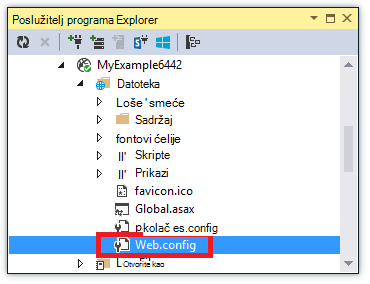 Poslužitelj programa Explorer
MyExample6442
Datoteka
Loše 'smeće
Sadržaj
fontovi ćelije
Skripte
Prikazi
favicon.ico
Global.asax
pkolač es.config
Web.config
Otvorite kao